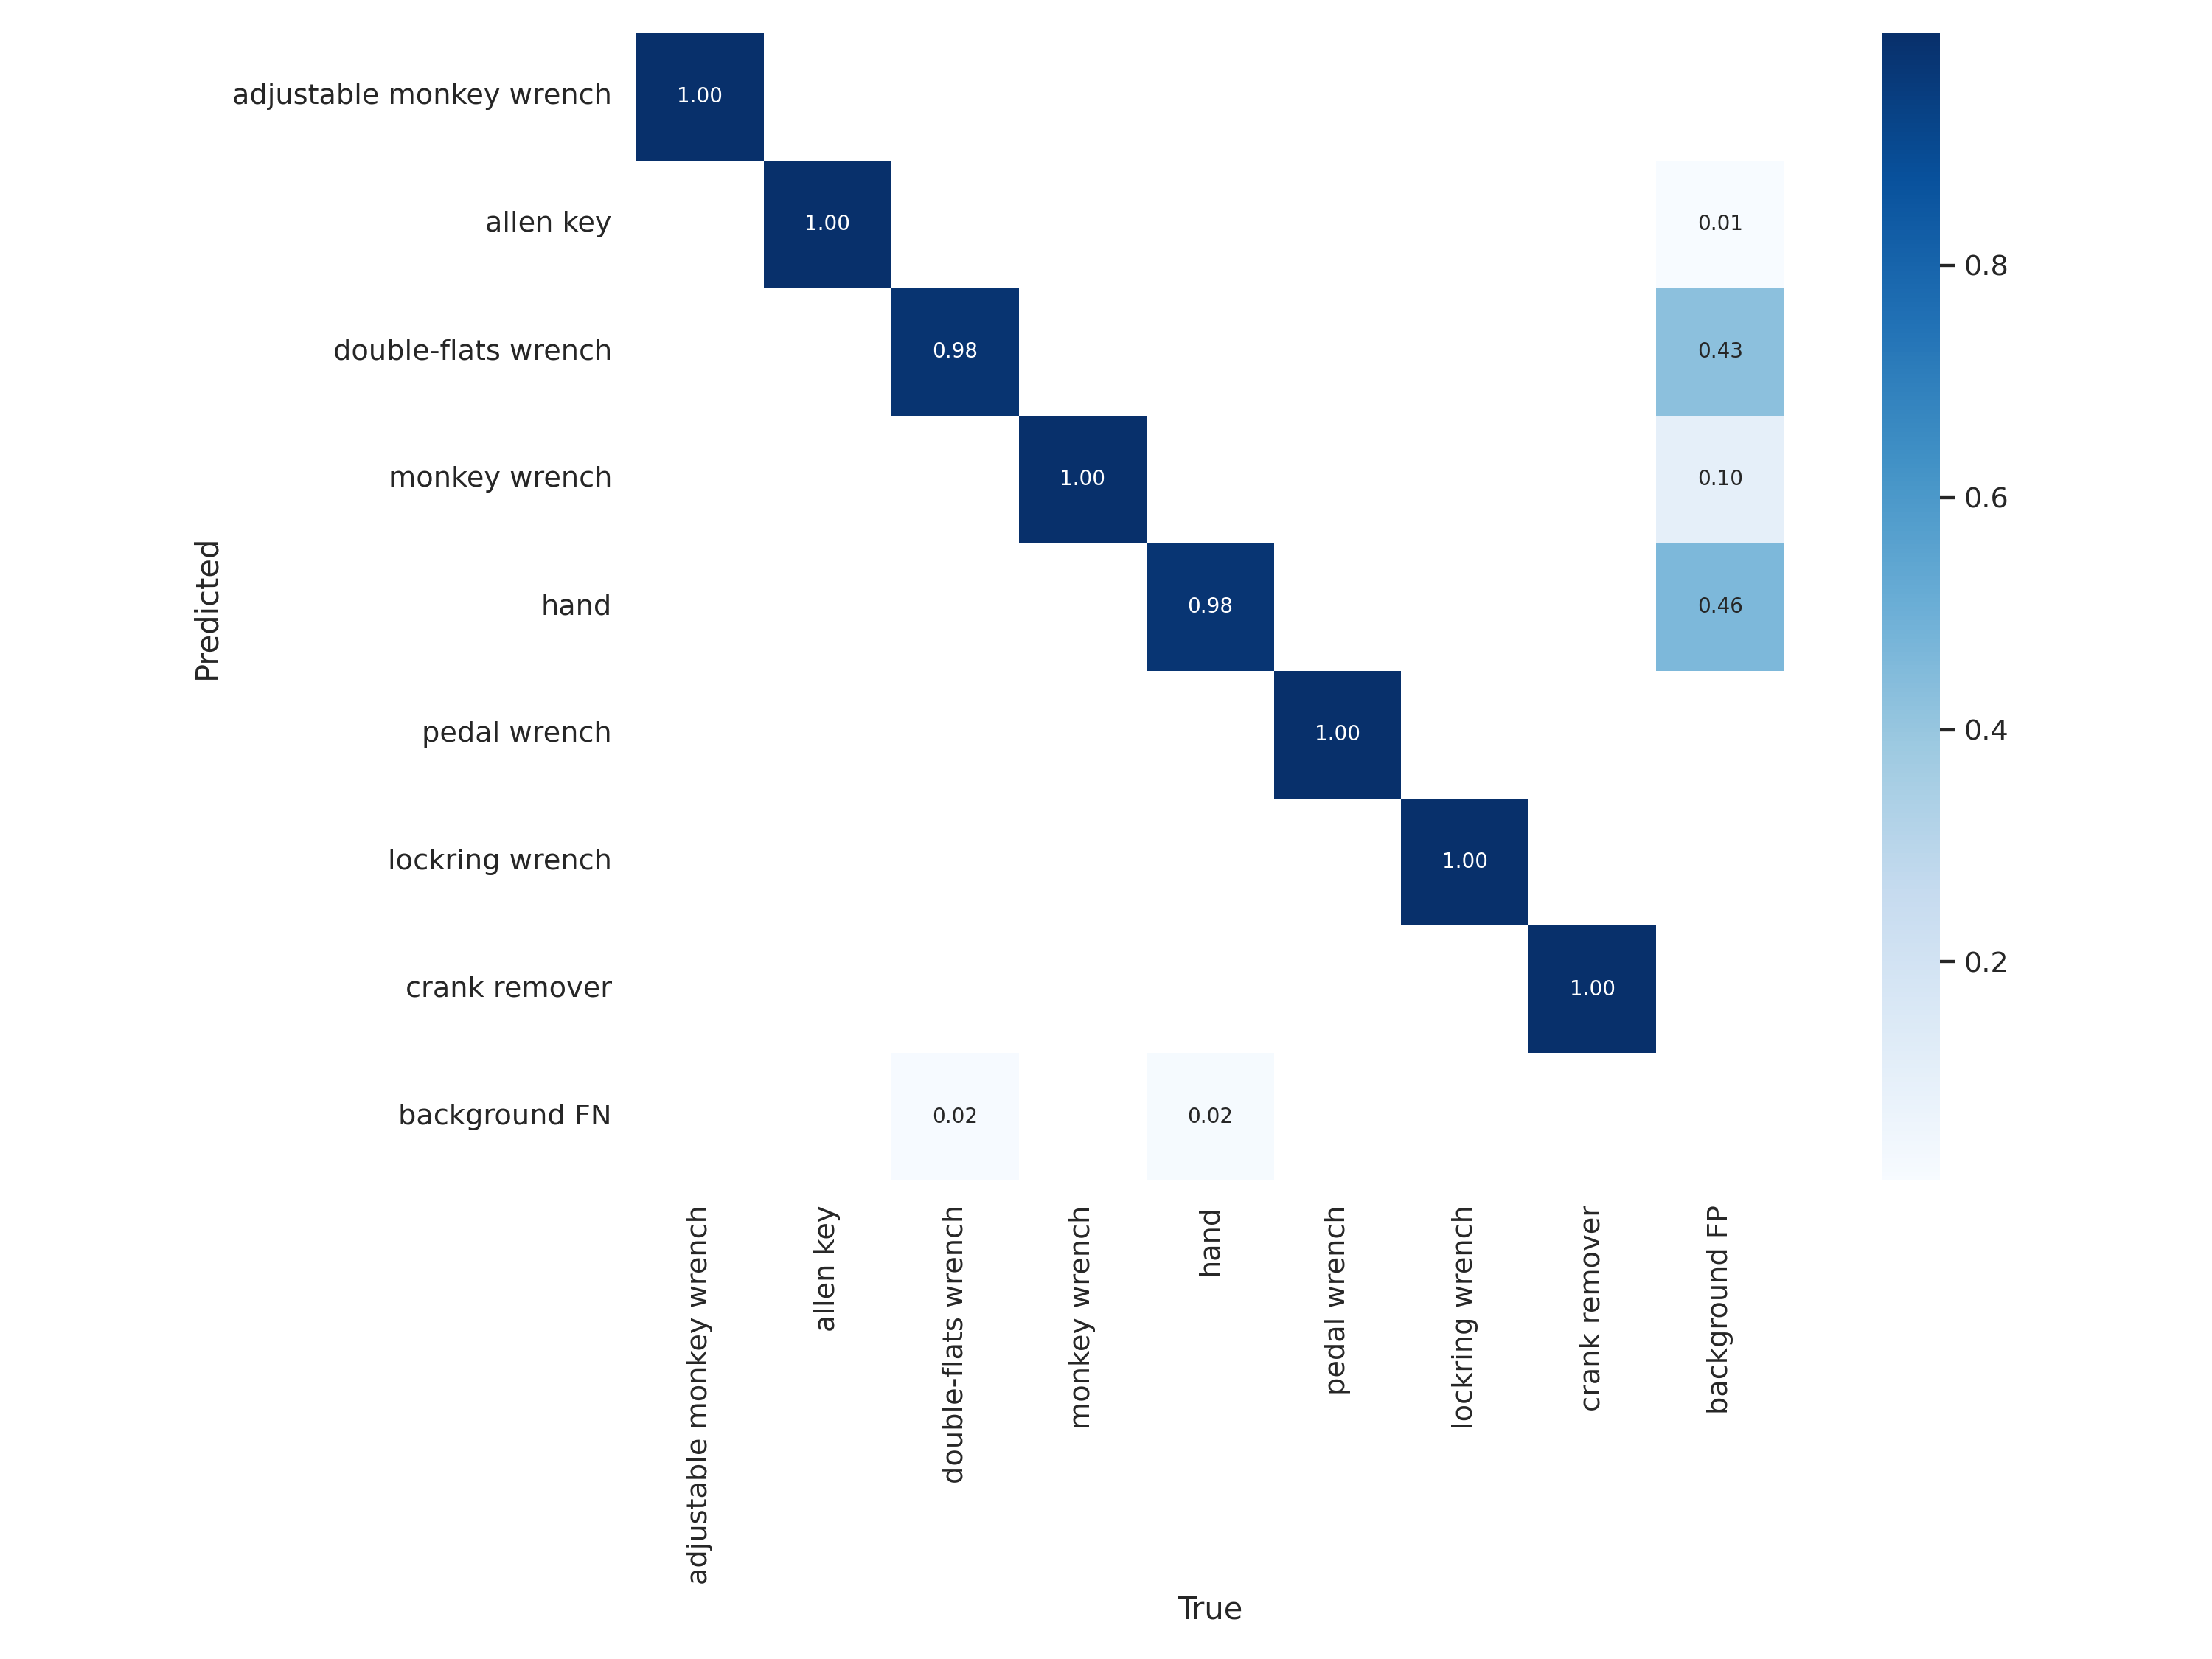 adjustable monkey wrench 1.00
allen key 1.00 0.01
double-flats wrench 0.98 0.43
monkey wrench 1.00 0.10
hand 0.98 0.46
pedal wrench 1.00
lockring wrench 1.00
crank remover 1.00
background FN 0.02 0.02
Predicted
adjustable monkey wrench
allen key
double-flats wrench
monkey wrench
hand
pedal wrench
lockring wrench
crank remover
background FP
True
0.8
0.6
0.4
0.2